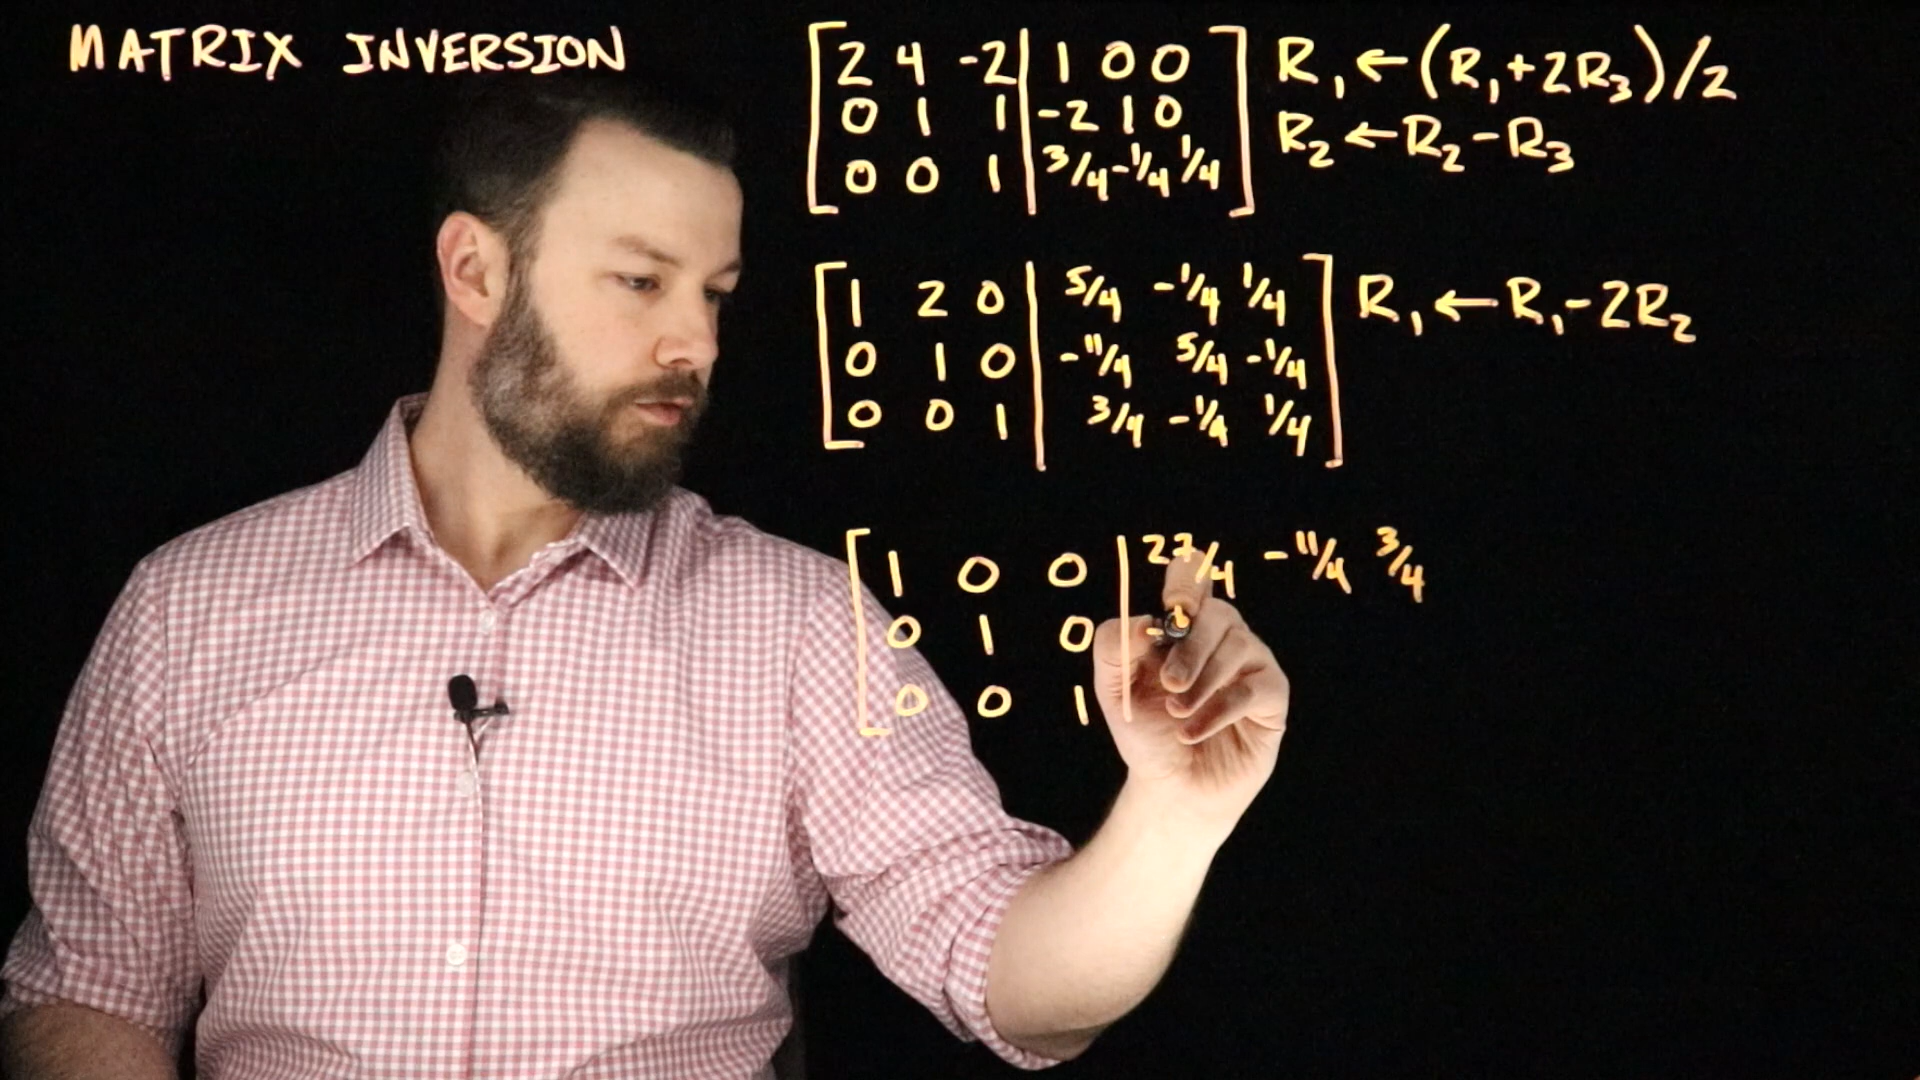 MATRIX INVERSION
2 4 -2 | 1 0 0 R₁ ← (R₁+2R₃)/2
0 1 1 | -2 1 0 R₂ ← R₂-R₃
0 0 1 | 3/4 -1/4 1/4
1 2 0 | 5/4 -1/4 1/4 R₁ ← R₁-2R₂
0 1 0 | -11/4 5/4 -1/4
0 0 1 | 3/4 -1/4 1/4
1 0 0 | 27/4 -11/4 3/4
0 1 0 | -
0 0 1 |